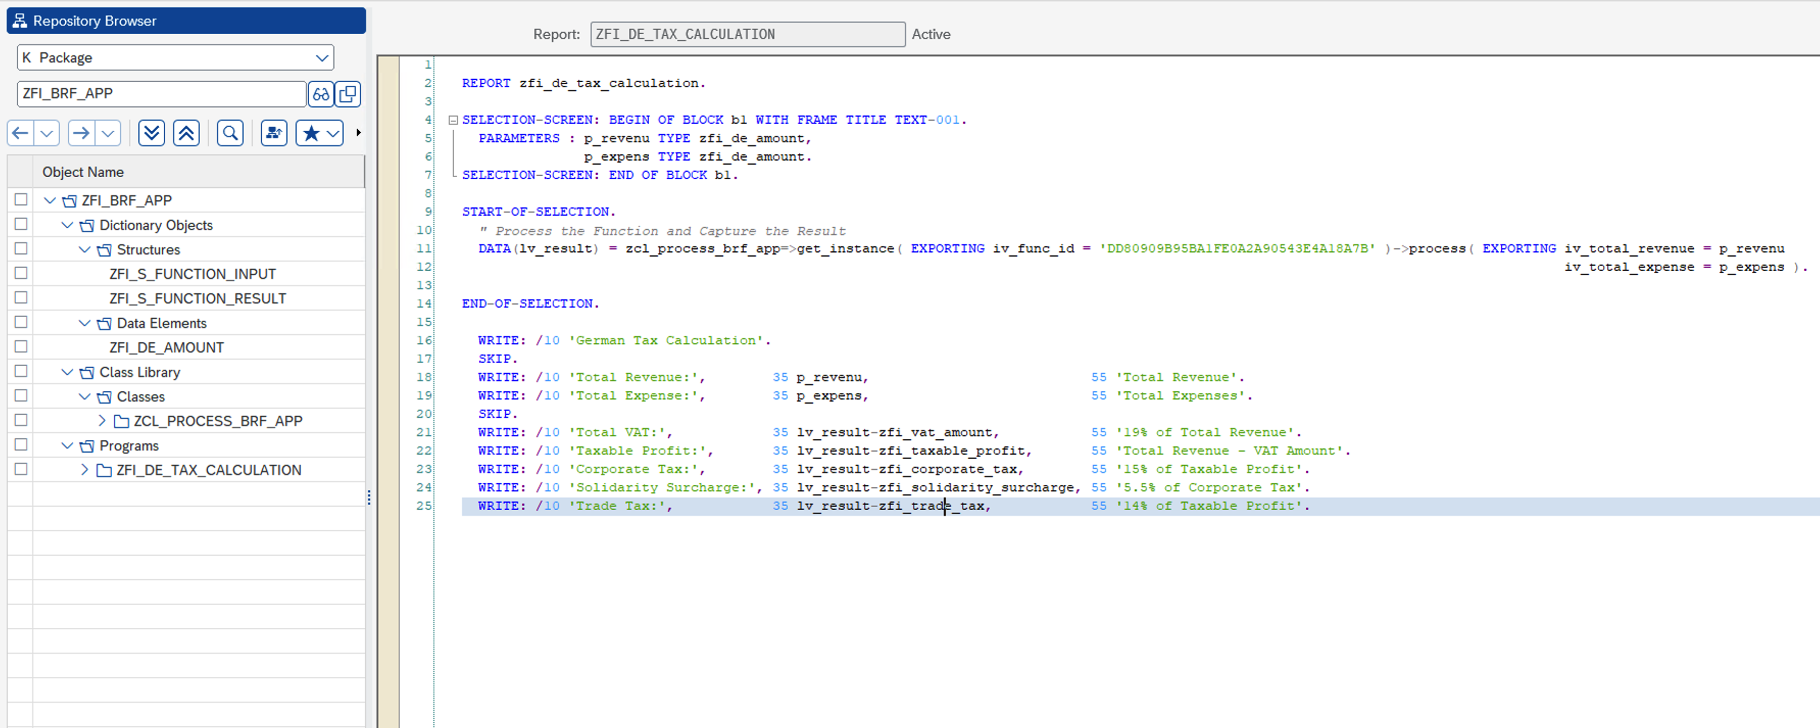 Repository Browser
K Package
ZFI_BRF_APP
Object Name
ZFI_BRF_APP
Dictionary Objects
Structures
ZFI_S_FUNCTION_INPUT
ZFI_S_FUNCTION_RESULT
Data Elements
ZFI_DE_AMOUNT
Class Library
Classes
ZCL_PROCESS_BRF_APP
Programs
ZFI_DE_TAX_CALCULATION
Report: ZFI_DE_TAX_CALCULATION Active
1
2 REPORT zfi_de_tax_calculation.
3
4 SELECTION-SCREEN: BEGIN OF BLOCK b1 WITH FRAME TITLE TEXT-001.
5 PARAMETERS : p_revenu TYPE zfi_de_amount,
6 p_expens TYPE zfi_de_amount.
7 SELECTION-SCREEN: END OF BLOCK b1.
8
9 START-OF-SELECTION.
10 " Process the Function and Capture the Result
11 DATA(lv_result) = zcl_process_brf_app=>get_instance( EXPORTING iv_func_id = 'DD80909B95BA1FE0A2A90543E4A18A7B' )->process( EXPORTING iv_total_revenue = p_revenu
12 iv_total_expense = p_expens ).
13
14 END-OF-SELECTION.
15
16 WRITE: /10 'German Tax Calculation'.
17 SKIP.
18 WRITE: /10 'Total Revenue:', 35 p_revenu, 55 'Total Revenue'.
19 WRITE: /10 'Total Expense:', 35 p_expens, 55 'Total Expenses'.
20 SKIP.
21 WRITE: /10 'Total VAT:', 35 lv_result-zfi_vat_amount, 55 '19% of Total Revenue'.
22 WRITE: /10 'Taxable Profit:', 35 lv_result-zfi_taxable_profit, 55 'Total Revenue - VAT Amount'.
23 WRITE: /10 'Corporate Tax:', 35 lv_result-zfi_corporate_tax, 55 '15% of Taxable Profit'.
24 WRITE: /10 'Solidarity Surcharge:', 35 lv_result-zfi_solidarity_surcharge, 55 '5.5% of Corporate Tax'.
25 WRITE: /10 'Trade Tax:', 35 lv_result-zfi_trade_tax, 55 '14% of Taxable Profit'.